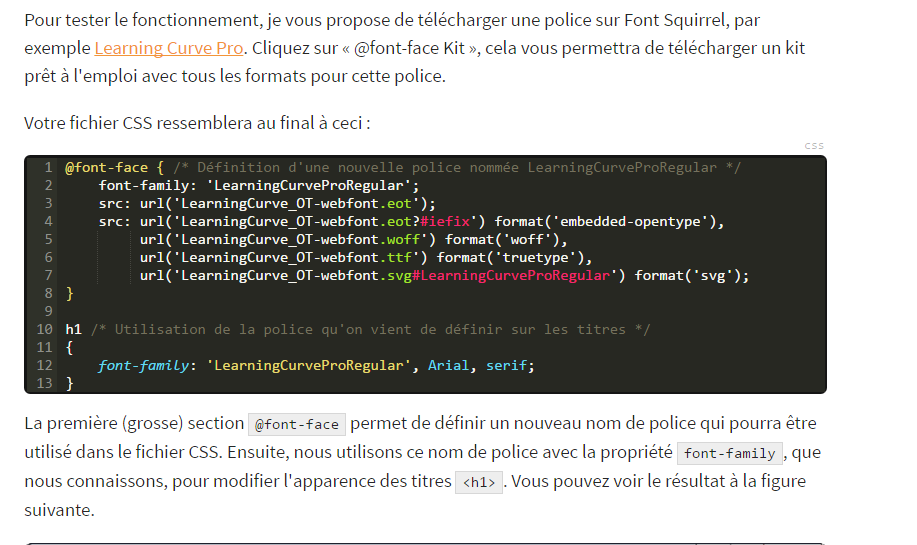 Pour tester le fonctionnement, je vous propose de télécharger une police sur Font Squirrel, par
exemple Learning Curve Pro. Cliquez sur « @font-face Kit », cela vous permettra de télécharger un kit
prêt à l'emploi avec tous les formats pour cette police.
Votre fichier CSS ressemblera au final à ceci :
css
1 @font-face { /* Définition d'une nouvelle police nommée LearningCurveProRegular */
2 font-family: 'LearningCurveProRegular';
3 src: url('LearningCurve_OT-webfont.eot');
4 src: url('LearningCurve_OT-webfont.eot?#iefix') format('embedded-opentype'),
5 url('LearningCurve_OT-webfont.woff') format('woff'),
6 url('LearningCurve_OT-webfont.ttf') format('truetype'),
7 url('LearningCurve_OT-webfont.svg#LearningCurveProRegular') format('svg');
8 }
9
10 h1 /* Utilisation de la police qu'on vient de définir sur les titres */
11 {
12 font-family: 'LearningCurveProRegular', Arial, serif;
13 }
La première (grosse) section @font-face permet de définir un nouveau nom de police qui pourra être
utilisé dans le fichier CSS. Ensuite, nous utilisons ce nom de police avec la propriété font-family , que
nous connaissons, pour modifier l'apparence des titres <h1> . Vous pouvez voir le résultat à la figure
suivante.